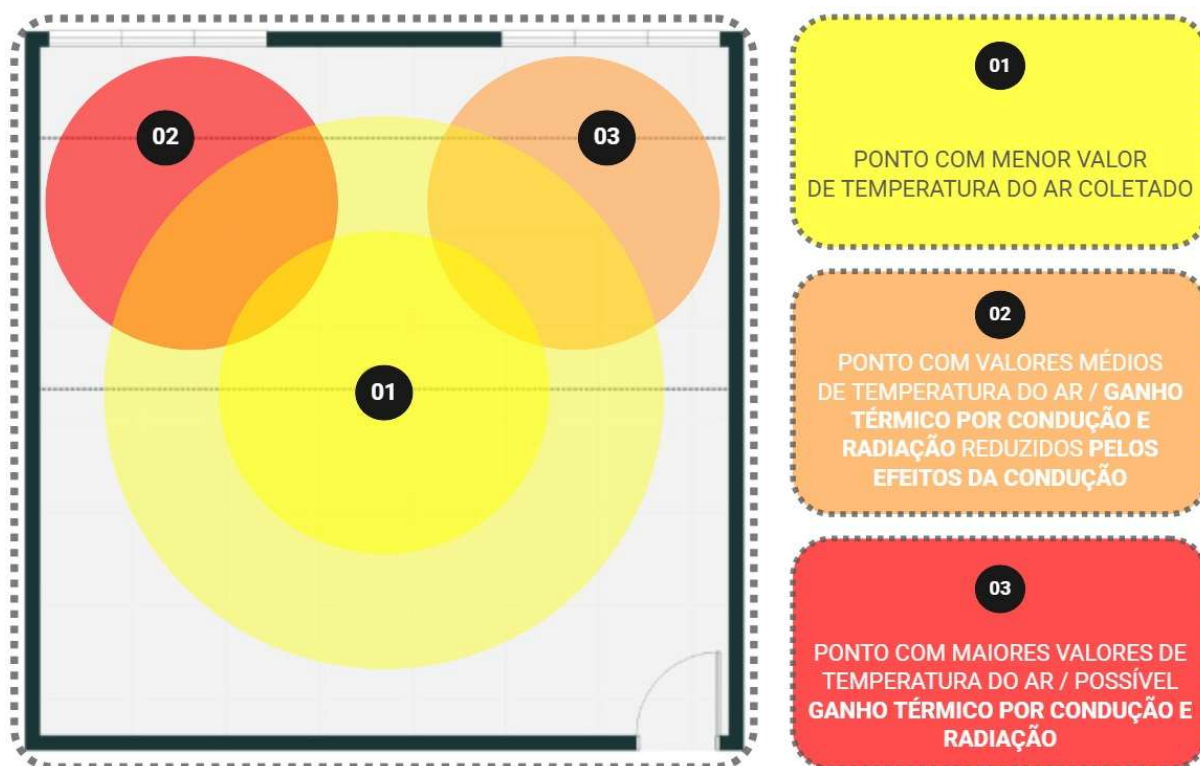 02
03
01
01
PONTO COM MENOR VALOR
DE TEMPERATURA DO AR COLETADO
02
PONTO COM VALORES MÉDIOS
DE TEMPERATURA DO AR / GANHO
TÉRMICO POR CONDUÇÃO E
RADIAÇÃO REDUZIDOS PELOS
EFEITOS DA CONDUÇÃO
03
PONTO COM MAIORES VALORES DE
TEMPERATURA DO AR / POSSÍVEL
GANHO TÉRMICO POR CONDUÇÃO E
RADIAÇÃO